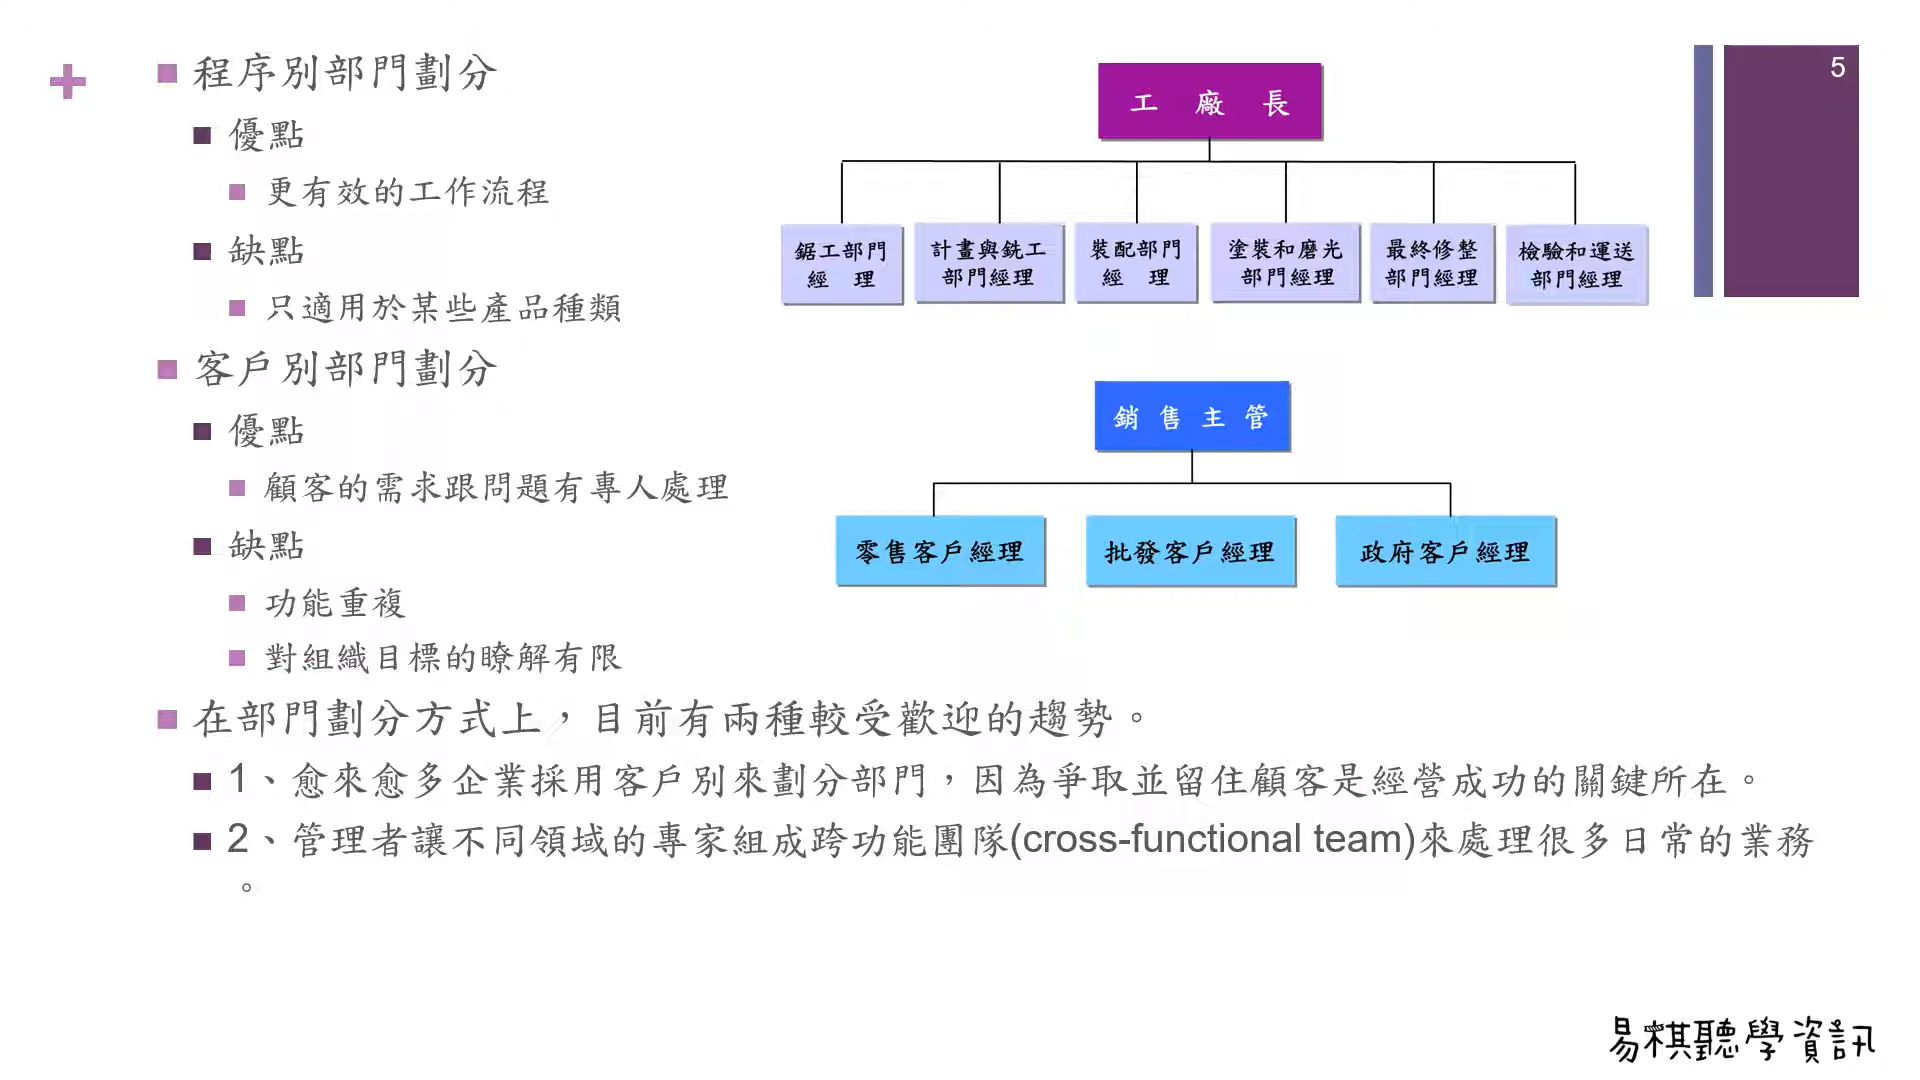 程序別部門劃分
優點
更有效的工作流程
缺點
只適用於某些產品種類
客戶別部門劃分
優點
顧客的需求跟問題有專人處理
缺點
功能重複
對組織目標的瞭解有限
在部門劃分方式上，目前有兩種較受歡迎的趨勢。
1、愈來愈多企業採用客戶別來劃分部門，因為爭取並留住顧客是經營成功的關鍵所在。
2、管理者讓不同領域的專家組成跨功能團隊(cross-functional team)來處理很多日常的業務
。
工 廠 長
鋸工部門
經 理
計畫與銑工
部門經理
裝配部門
經 理
塗裝和磨光
部門經理
最終修整
部門經理
檢驗和運送
部門經理
銷 售 主 管
零售客戶經理
批發客戶經理
政府客戶經理
5
易棋聽學資訊